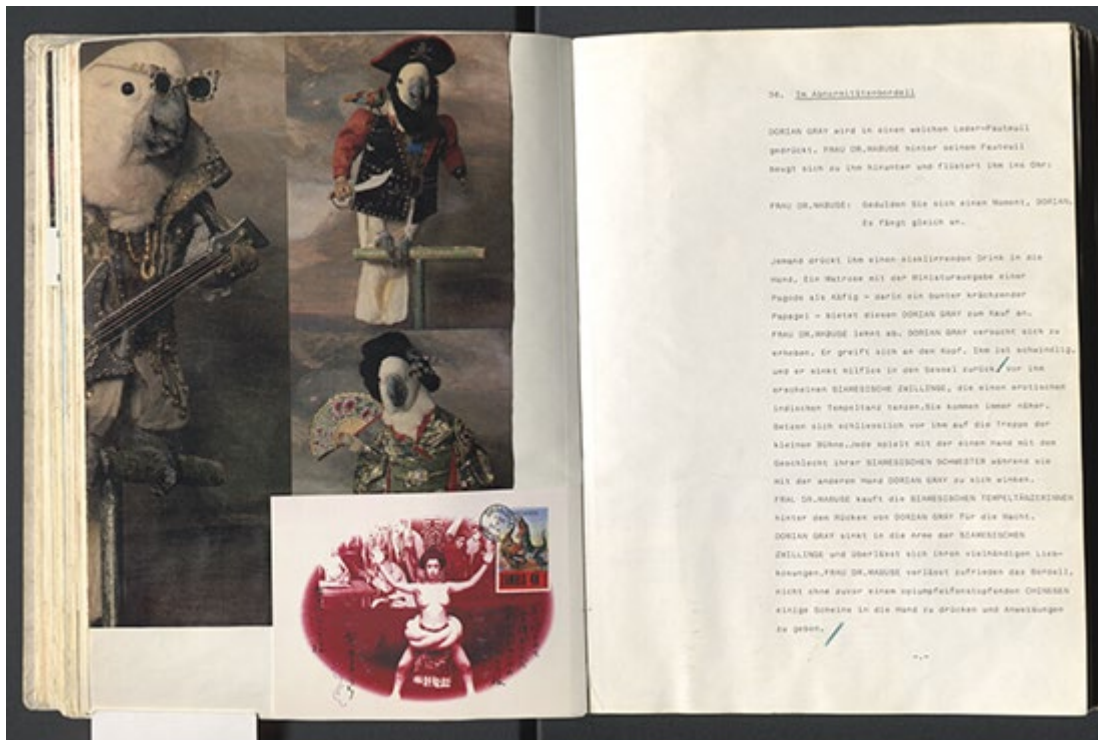 56. Im Abnormitätenbordell
DORIAN GRAY wird in einen weichen Leder-Fauteuil
gedrückt. FRAU DR.MABUSE hinter seinem Fauteuil
beugt sich zu ihm hinunter und flüstert ihm ins Ohr:
FRAU DR.MABUSE: Gedulden Sie sich einen Moment, DORIAN,
Es fängt gleich an.
Jemand drückt ihm einen eisklirrenden Drink in die
Hand. Ein Matrose mit der Miniaturausgabe einer
Pagode als Käfig - darin ein bunter krächzender
Papagei - bietet diesen DORIAN GRAY zum Kauf an.
FRAU DR.MABUSE lehnt ab. DORIAN GRAY versucht sich zu
erheben. Er greift sich an den Kopf. Ihm ist schwindlig,
und er sinkt hilflos in den Sessel zurück. Vor ihm
erscheinen SIAMESISCHE ZWILLINGE, die einen erotischen
indischen Tempeltanz tanzen.Sie kommen immer näher.
Setzen sich schliesslich vor ihm auf die Treppe der
kleinen Bühne.Jede spielt mit der einen Hand mit dem
Geschlecht ihrer SIAMESISCHEN SCHWESTER während sie
mit der anderen Hand DORIAN GRAY zu sich winken.
FRAU DR.MABUSE kauft die SIAMESISCHEN TEMPELTÄNZERINNEN
hinter dem Rücken von DORIAN GRAY für die Nacht.
DORIAN GRAY sinkt in die Arme der SIAMESISCHEN
ZWILLINGE und überlässt sich ihren vielhändigen Lieb-
kosungen.FRAU DR.MABUSE verlässt zufrieden das Bordell,
nicht ohne zuvor einem opiumpfeifenstopfenden CHINESEN
einige Scheine in die Hand zu drücken und Anweisungen
zu geben.
-.-